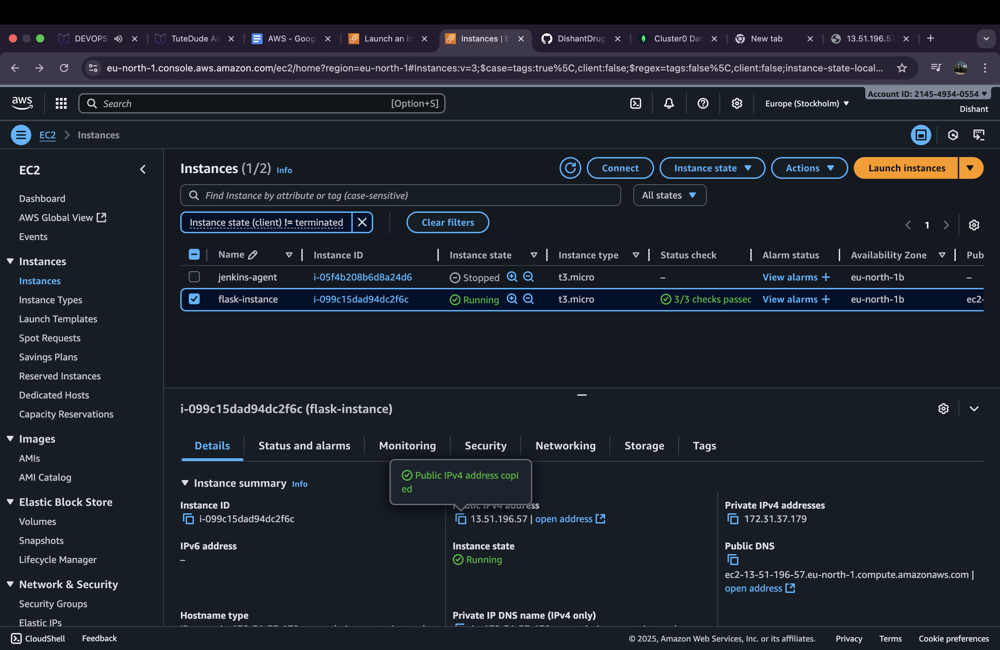 DEVOPS
TuteDude As
AWS - Goog
Launch an in
Instances | E
DishantDrug
Cluster0 Dat
New tab
13.51.196.57
eu-north-1.console.aws.amazon.com/ec2/home?region=eu-north-1#Instances:v=3;$case=tags:true%5C,client:false;$regex=tags:false%5C,client:false;instance-state-local...
aws
Search
[Option+S]
Europe (Stockholm)
Account ID: 2145-4934-0554
Dishant
EC2
Instances
EC2
Dashboard
AWS Global View
Events
Instances
Instances
Instance Types
Launch Templates
Spot Requests
Savings Plans
Reserved Instances
Dedicated Hosts
Capacity Reservations
Images
AMIs
AMI Catalog
Elastic Block Store
Volumes
Snapshots
Lifecycle Manager
Network & Security
Security Groups
Elastic IPs
Instances (1/2) Info
Connect
Instance state
Actions
Launch instances
Find Instance by attribute or tag (case-sensitive)
All states
Instance state (client) != terminated
Clear filters
1
Name Instance ID Instance state Instance type Status check Alarm status Availability Zone Pub
jenkins-agent i-05f4b208b6d8a24d6 Stopped t3.micro – View alarms + eu-north-1b –
flask-instance i-099c15dad94dc2f6c Running t3.micro 3/3 checks passed View alarms + eu-north-1b ec2-
i-099c15dad94dc2f6c (flask-instance)
Details Status and alarms Monitoring Security Networking Storage Tags
Public IPv4 address copi
ed
Instance summary Info
Instance ID
i-099c15dad94dc2f6c
Public IPv4 address
13.51.196.57 | open address
Private IPv4 addresses
172.31.37.179
IPv6 address
–
Instance state
Running
Public DNS
ec2-13-51-196-57.eu-north-1.compute.amazonaws.com |
open address
Hostname type
Private IP DNS name (IPv4 only)
CloudShell
Feedback
© 2025, Amazon Web Services, Inc. or its affiliates.
Privacy
Terms
Cookie preferences